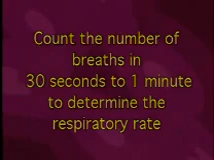 Count the number of
breaths in
30 seconds to 1 minute
to determine the
respiratory rate